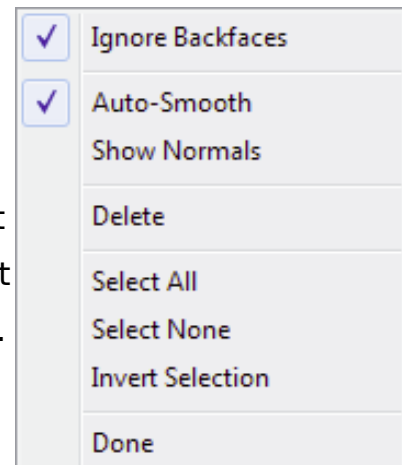 Ignore Backfaces
Auto-Smooth
Show Normals
Delete
Select All
Select None
Invert Selection
Done